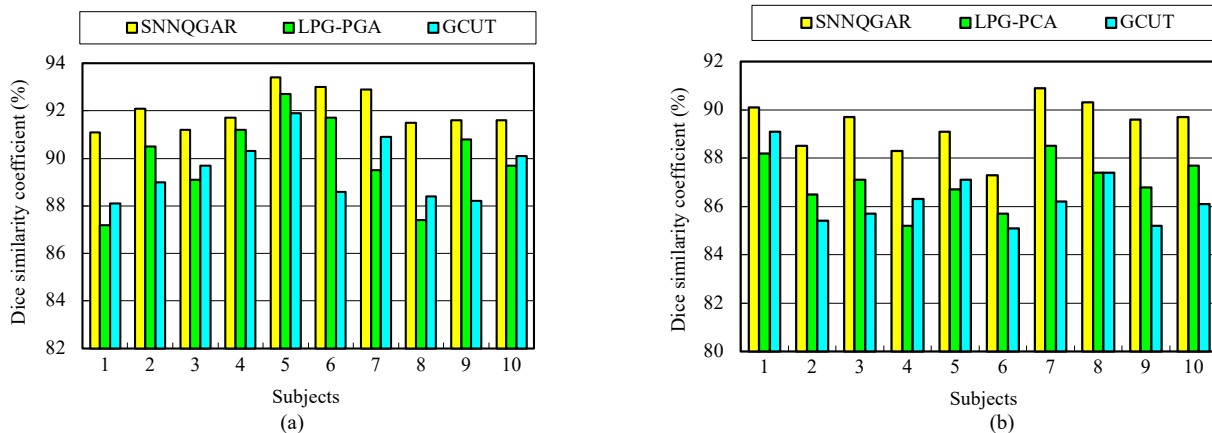 SNNQGAR LPG-PGA GCUT
Dice similarity coefficient (%)
94
92
90
88
86
84
82
1 2 3 4 5 6 7 8 9 10
Subjects
(a)
SNNQGAR LPG-PCA GCUT
Dice similarity coefficient (%)
92
90
88
86
84
82
80
1 2 3 4 5 6 7 8 9 10
Subjects
(b)